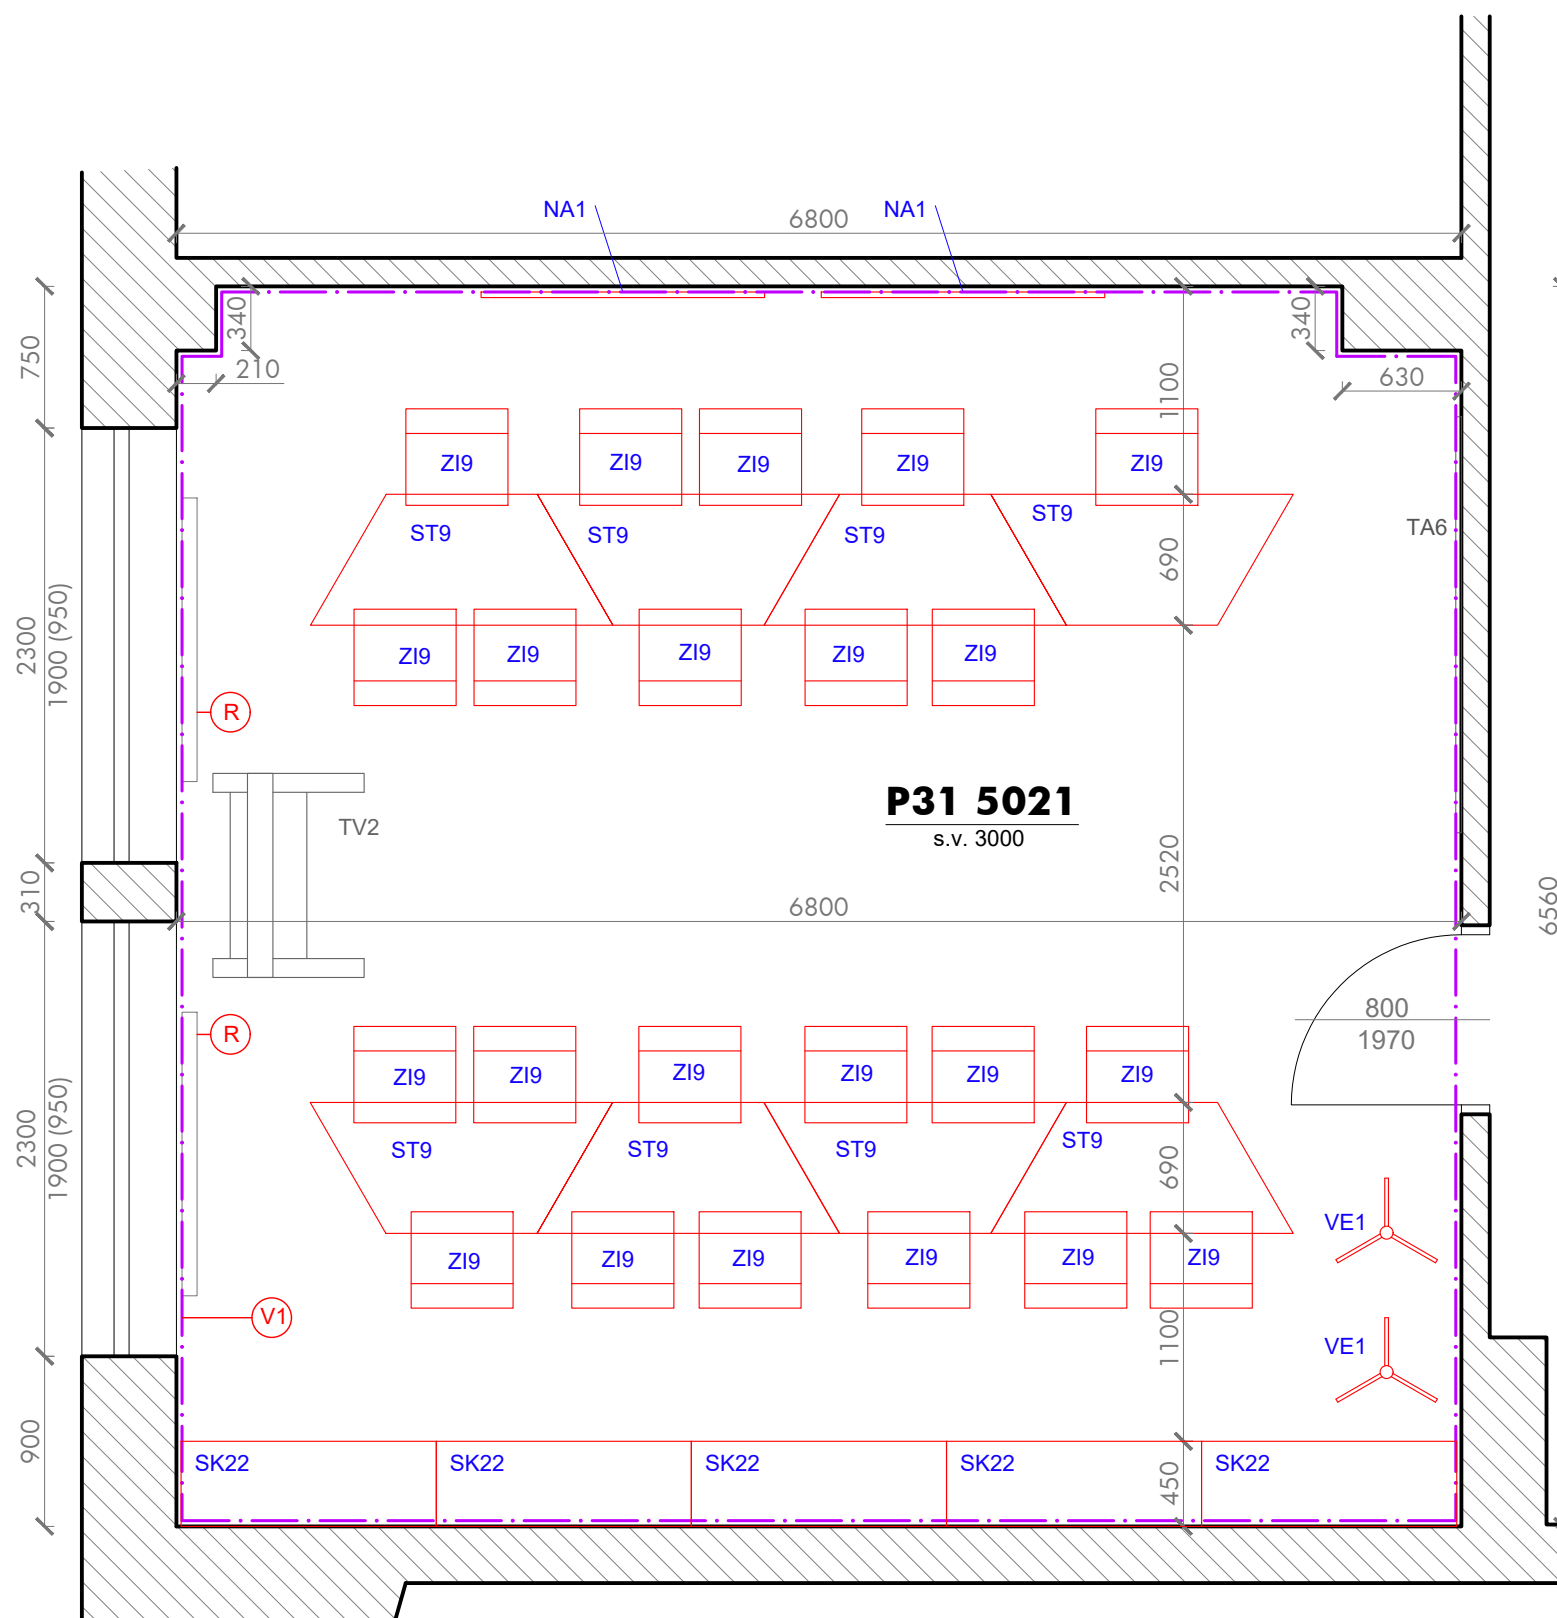 NA1
NA1
6800
340
340
750
210
630
1100
ZI9
ZI9
ZI9
ZI9
ZI9
ST9
ST9
ST9
ST9
TA6
690
2300
1900 (950)
ZI9
ZI9
ZI9
ZI9
ZI9
R
P31 5021
s.v. 3000
TV2
2520
310
6800
6560
800
1970
R
ZI9
ZI9
ZI9
ZI9
ZI9
ZI9
2300
1900 (950)
ST9
ST9
ST9
ST9
690
VE1
ZI9
ZI9
ZI9
ZI9
ZI9
ZI9
V1
1100
VE1
900
SK22
SK22
SK22
SK22
SK22
450